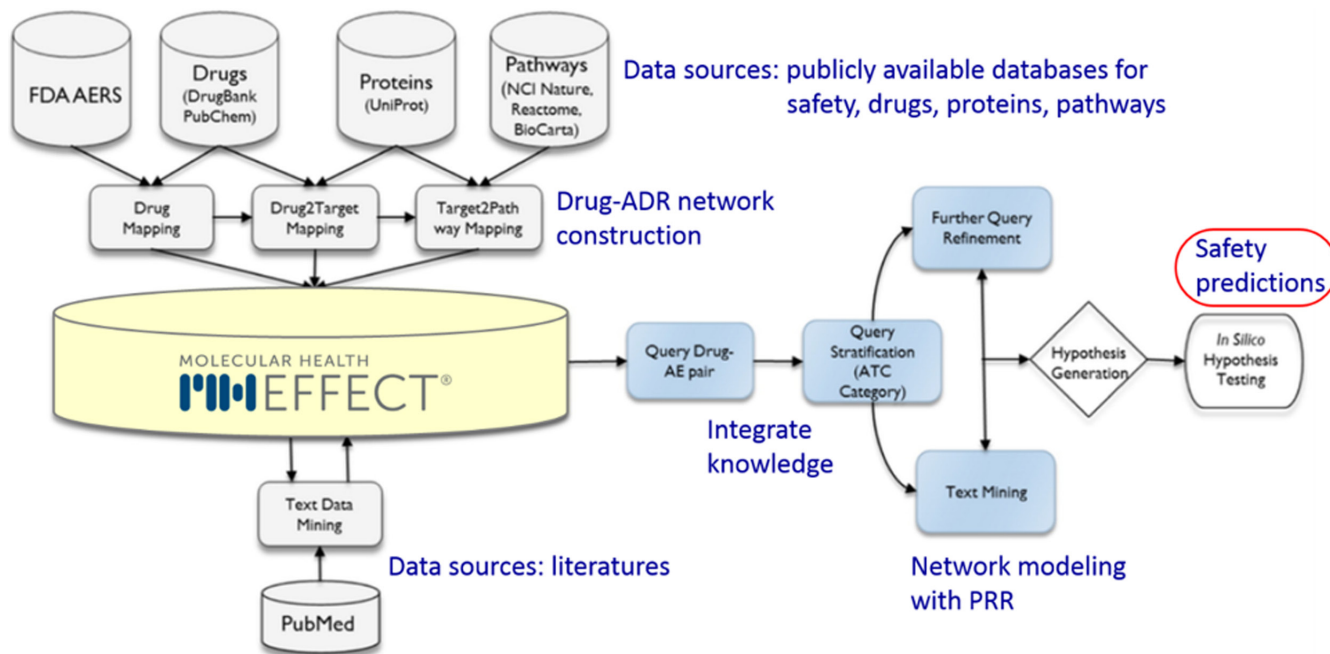 FDA AERS
Drugs
(DrugBank
PubChem)
Proteins
(UniProt)
Pathways
(NCI Nature,
Reactome,
BioCarta)
Data sources: publicly available databases for
safety, drugs, proteins, pathways
Drug
Mapping
Drug2Target
Mapping
Target2Path
way Mapping
Drug-ADR network
construction
MOLECULAR HEALTH
EFFECT®
Query Drug-
AE pair
Query
Stratification
(ATC
Category)
Integrate
knowledge
Further Query
Refinement
Text Mining
Network modeling
with PRR
Hypothesis
Generation
Safety
predictions
In Silico
Hypothesis
Testing
Text Data
Mining
Data sources: literatures
PubMed